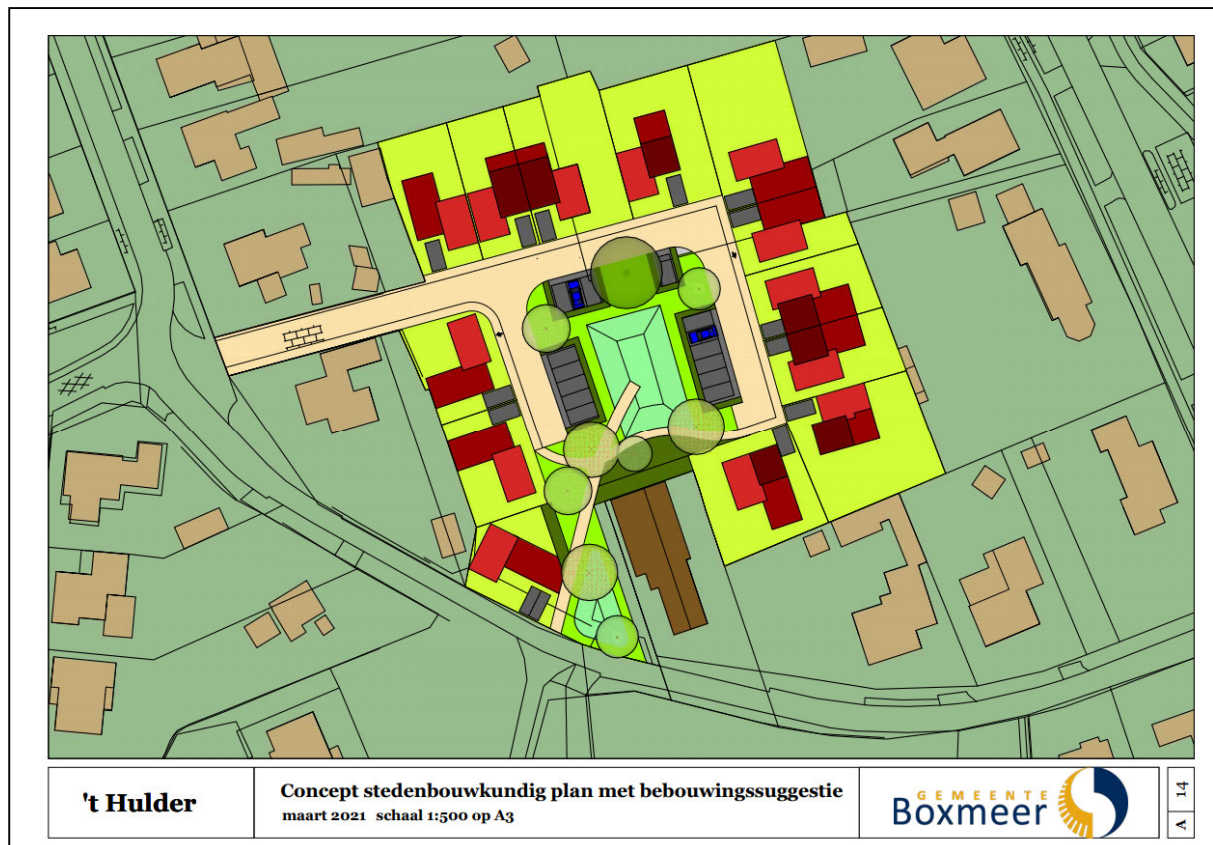 't Hulder
Concept stedenbouwkundig plan met bebouwingssuggestie
maart 2021 schaal 1:500 op A3
GEMEENTE
Boxmeer
A 14